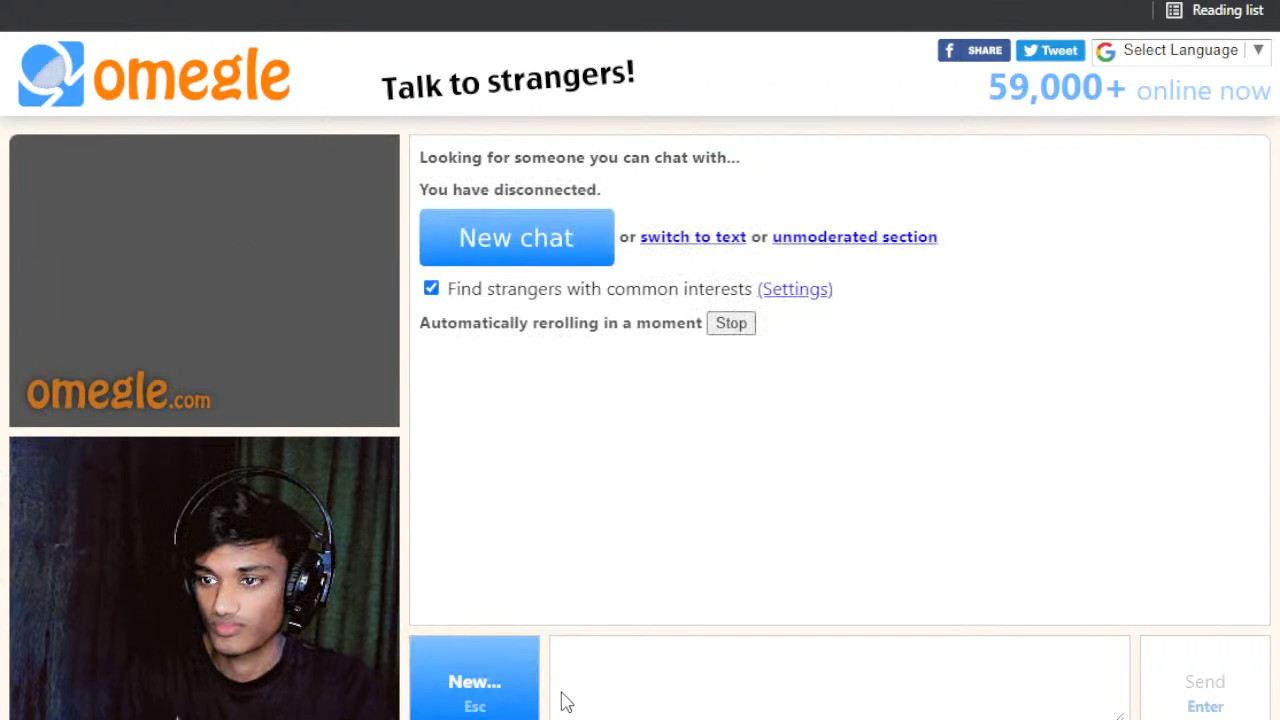 Reading list
omegle
Talk to strangers!
SHARE
Tweet
Select Language
59,000+ online now
Looking for someone you can chat with...
You have disconnected.
New chat or switch to text or unmoderated section
Find strangers with common interests (Settings)
Automatically rerolling in a moment Stop
omegle.com
New...
Esc
Send
Enter